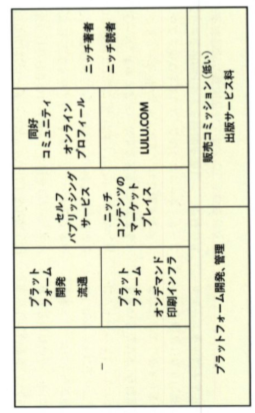 –
プラット
フォーム
開発
流通
プラット
フォーム
オンデマンド
印刷インフラ
セルフ
パブリッシング
サービス
ニッチ
コンテンツの
マーケット
プレイス
同好
コミュニティ
オンライン
プロフィール
LULU.COM
ニッチ著者
ニッチ読者
プラットフォーム開発、管理
販売コミッション(低い)
出版サービス料